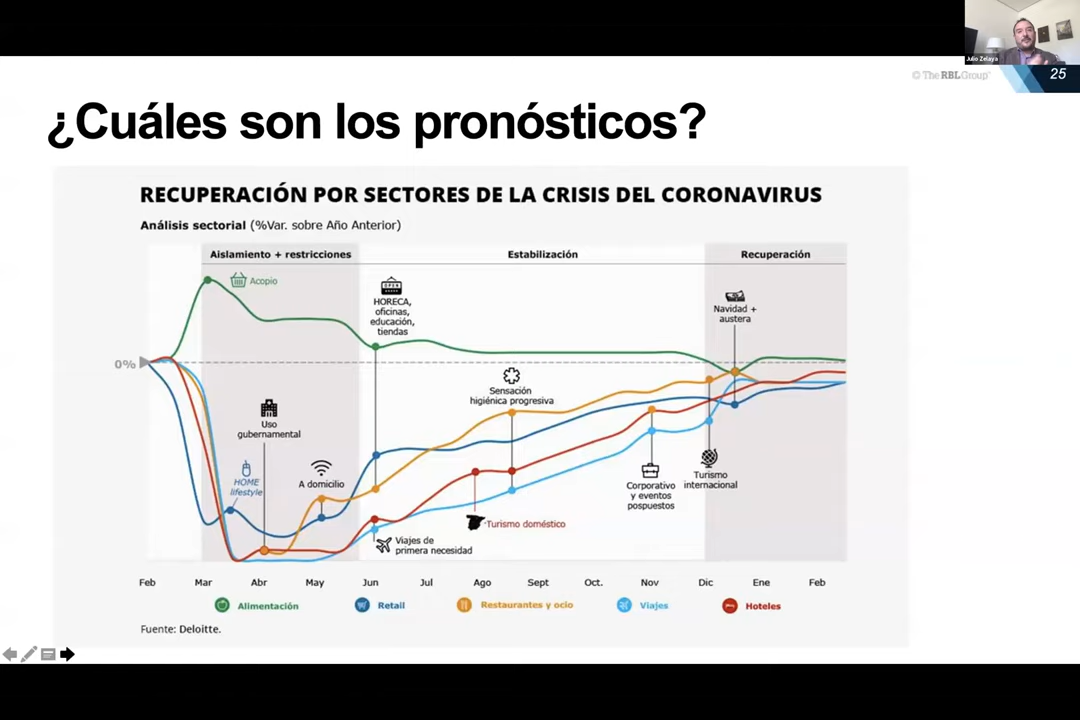 Julio Zelaya
© The RBL Group
25
¿Cuáles son los pronósticos?
RECUPERACIÓN POR SECTORES DE LA CRISIS DEL CORONAVIRUS
Análisis sectorial (%Var. sobre Año Anterior)
Aislamiento + restricciones
Estabilización
Recuperación
Acopio
OPEN
HORECA,
oficinas,
educación,
tiendas
Navidad +
austera
0%
Sensación
higiénica progresiva
Uso
gubernamental
HOME
lifestyle
A domicilio
Corporativo
y eventos
pospuestos
Turismo
internacional
Turismo doméstico
Viajes de
primera necesidad
Feb Mar Abr May Jun Jul Ago Sept Oct. Nov Dic Ene Feb
Alimentación Retail Restaurantes y ocio Viajes Hoteles
Fuente: Deloitte.